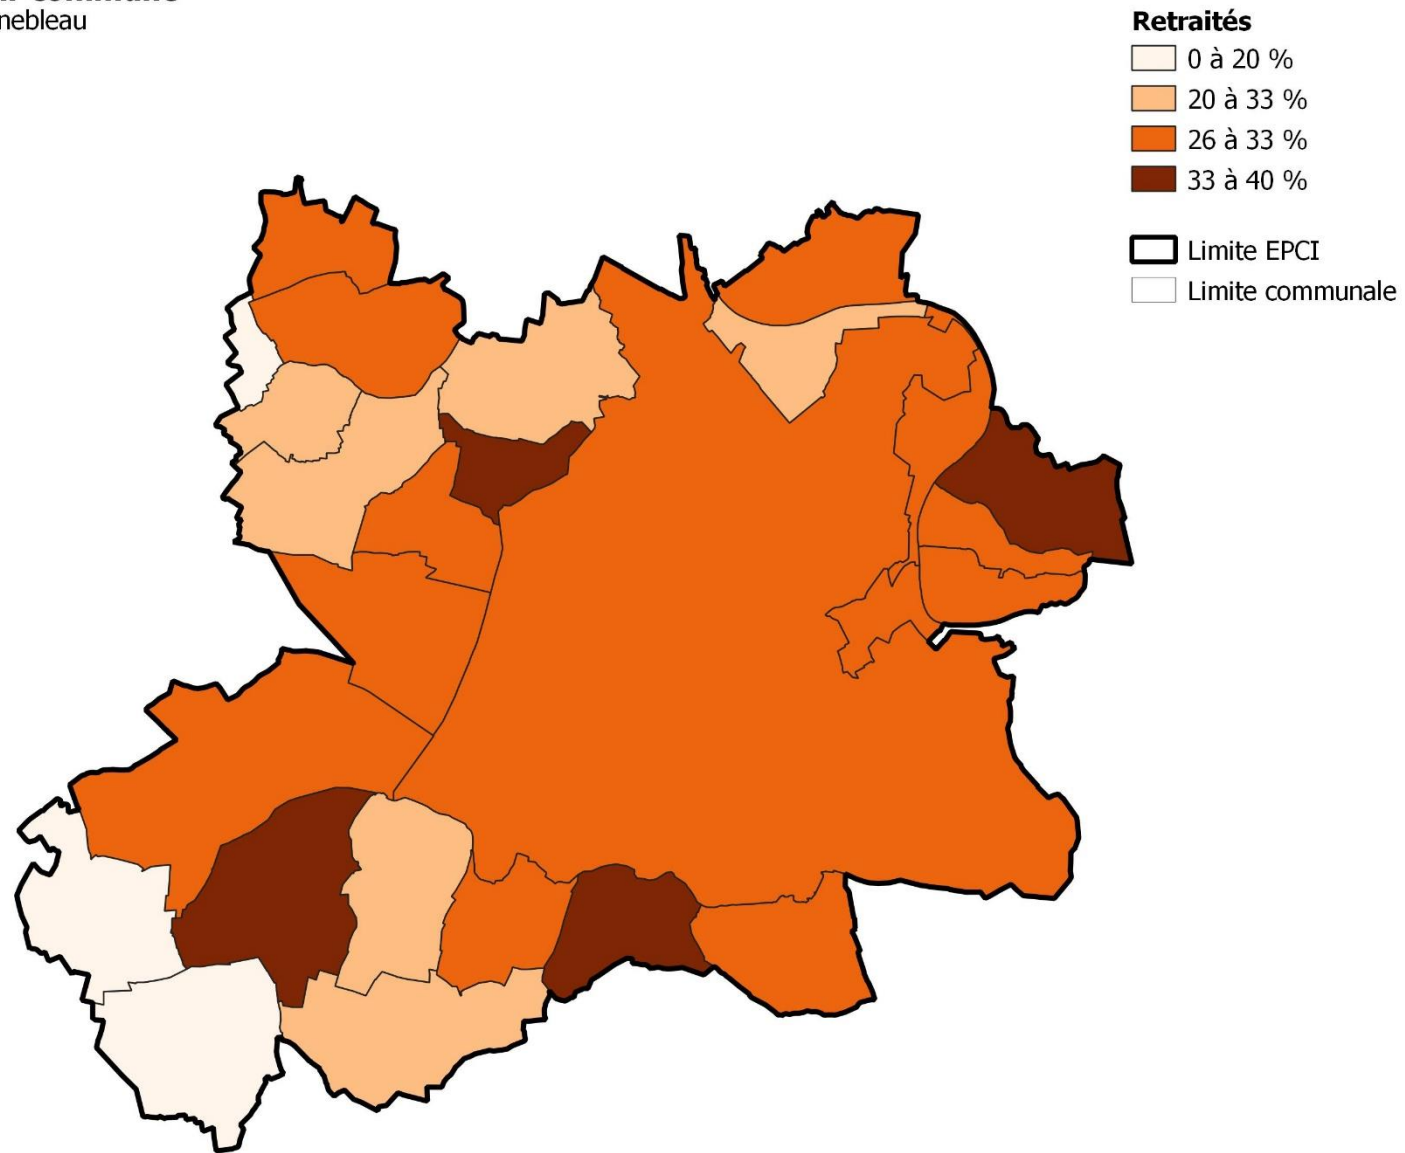 nebleau
Retraités
0 à 20 %
20 à 33 %
26 à 33 %
33 à 40 %
Limite EPCI
Limite communale